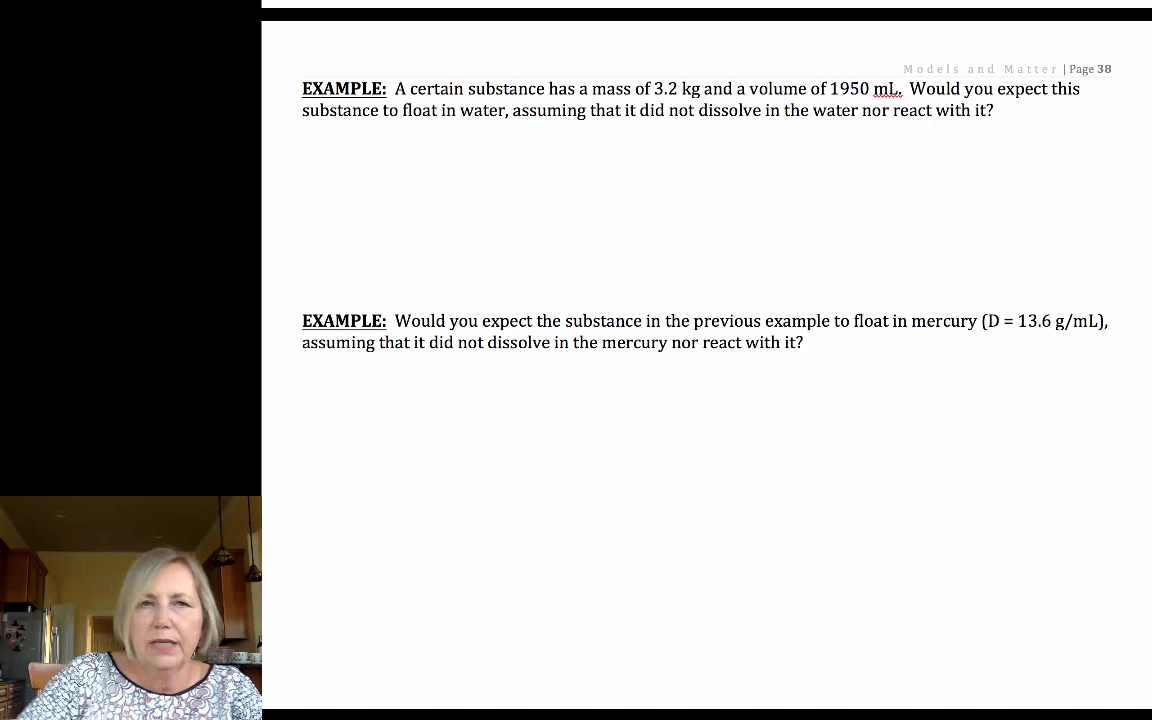 Models and Matter | Page 38
EXAMPLE: A certain substance has a mass of 3.2 kg and a volume of 1950 mL. Would you expect this
substance to float in water, assuming that it did not dissolve in the water nor react with it?
EXAMPLE: Would you expect the substance in the previous example to float in mercury (D = 13.6 g/mL),
assuming that it did not dissolve in the mercury nor react with it?